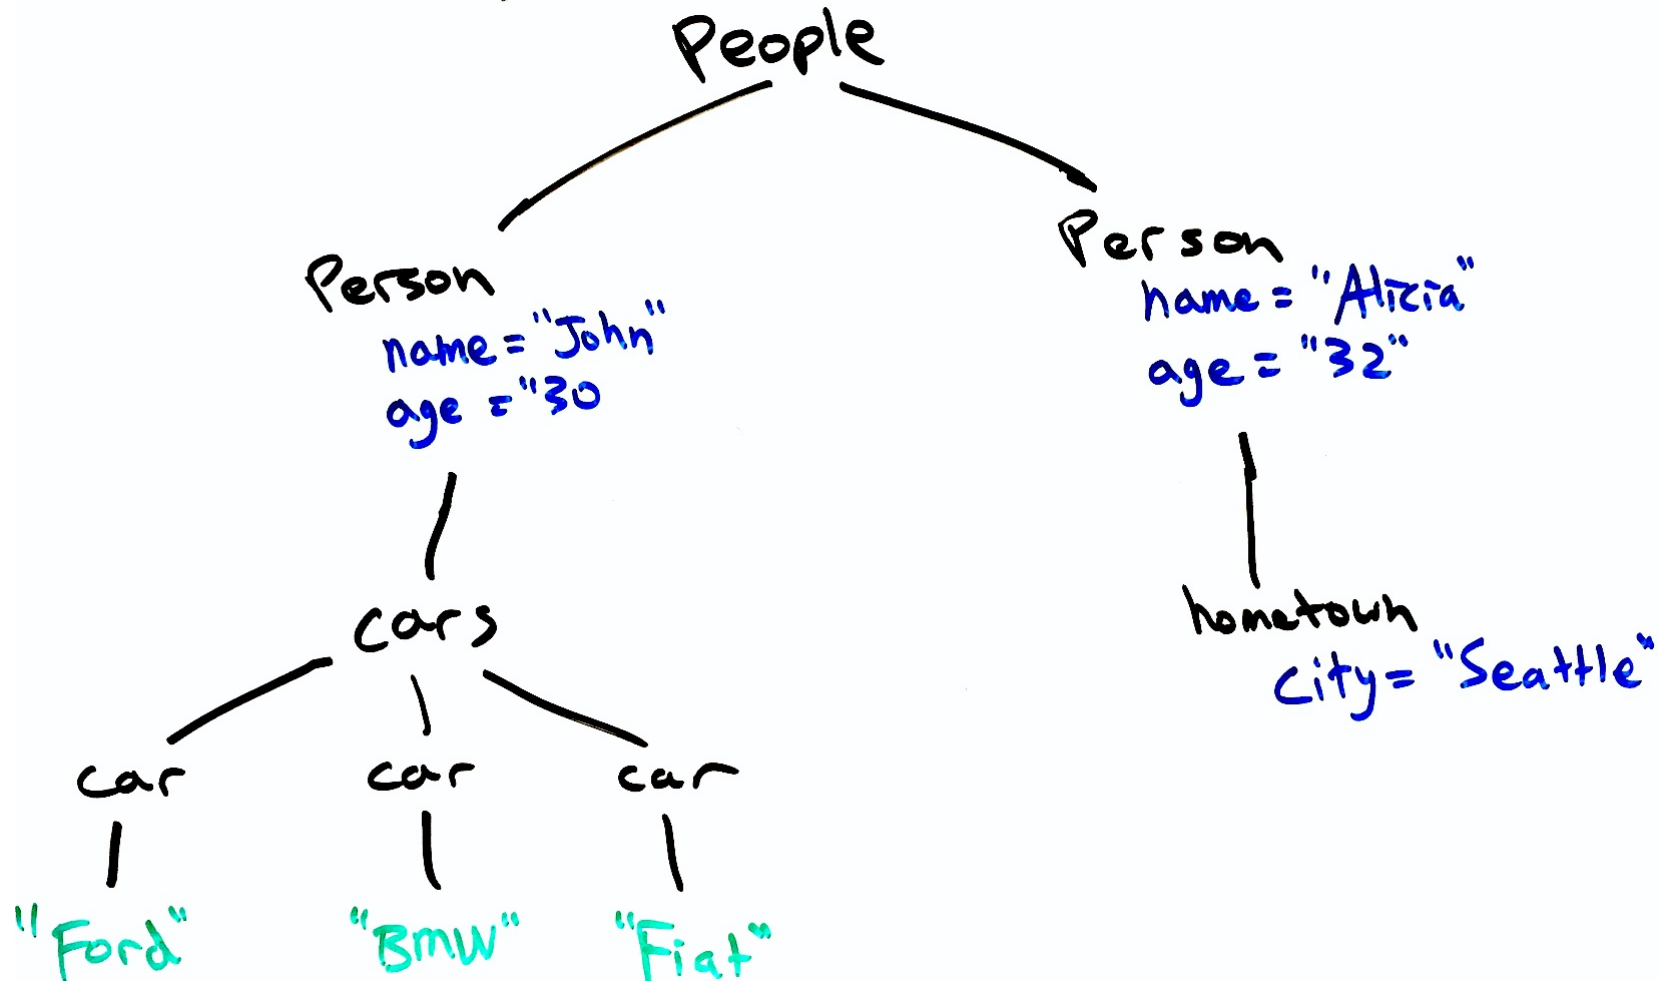 People
Person
name="John"
age ="30
Person
name= "Alicia"
age = "32"
cars
hometown
city= "Seattle"
car
car
car
"Ford"
"BMW"
"Fiat"